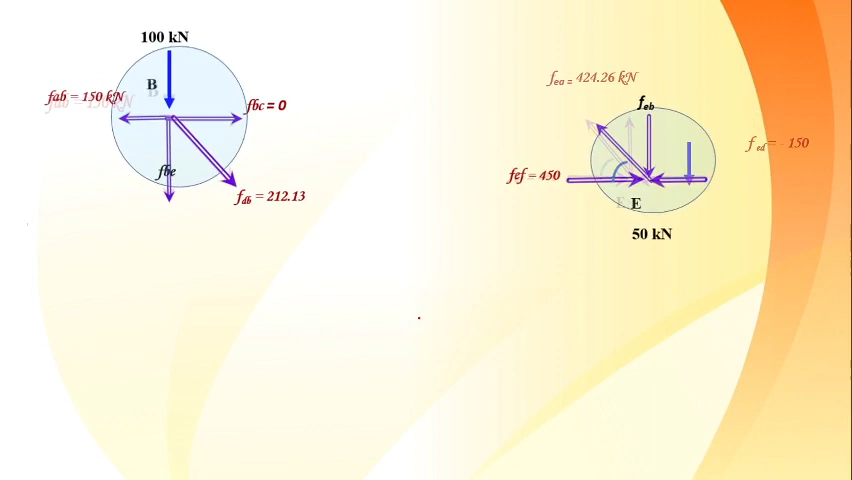 100 kN
B
fab = 150 kN
fbc = 0
fbe
fdb = 212.13
fea = 424.26 kN
feb
fed = - 150
fef = 450
E
50 kN